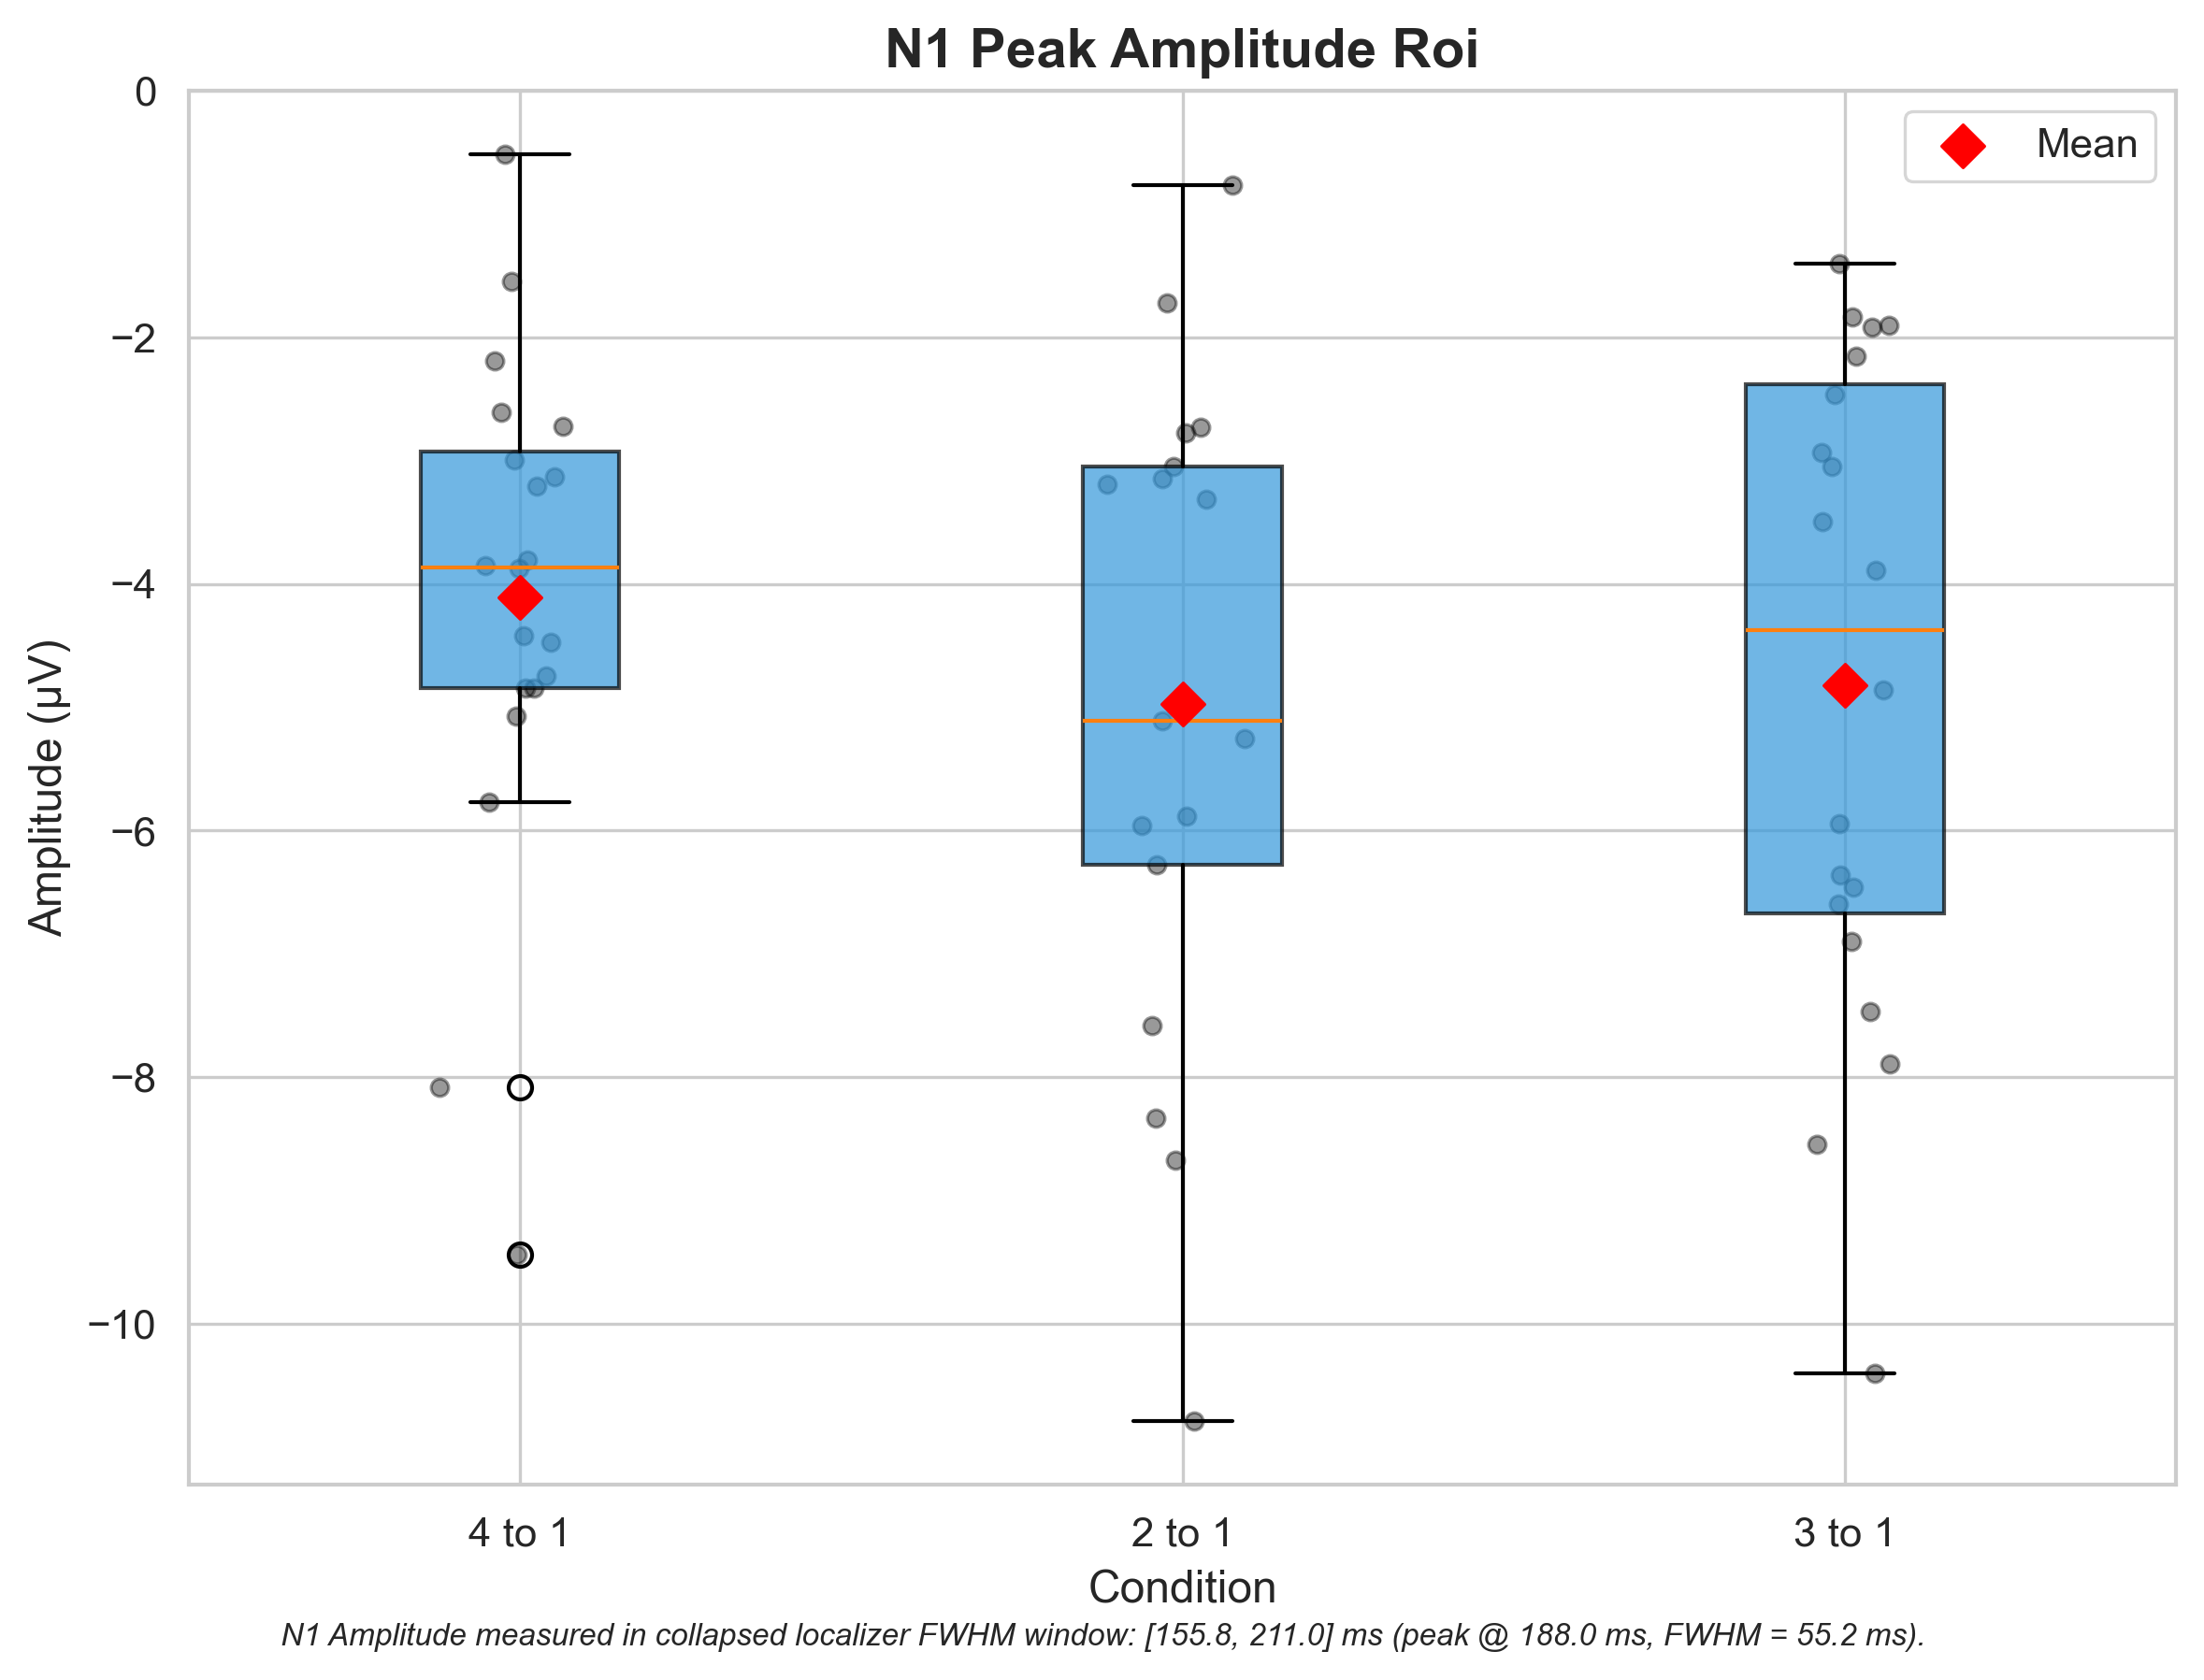 N1 Peak Amplitude Roi
Mean
0
−2
−4
−6
−8
−10
Amplitude (µV)
4 to 1
2 to 1
3 to 1
Condition
N1 Amplitude measured in collapsed localizer FWHM window: [155.8, 211.0] ms (peak @ 188.0 ms, FWHM = 55.2 ms).